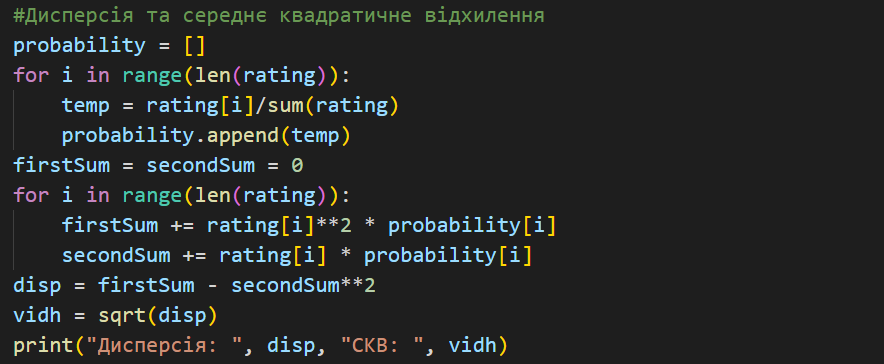 #Дисперсія та середнє квадратичне відхилення
probability = []
for i in range(len(rating)):
    temp = rating[i]/sum(rating)
    probability.append(temp)
firstSum = secondSum = 0
for i in range(len(rating)):
    firstSum += rating[i]**2 * probability[i]
    secondSum += rating[i] * probability[i]
disp = firstSum - secondSum**2
vidh = sqrt(disp)
print("Дисперсія: ", disp, "СКВ: ", vidh)